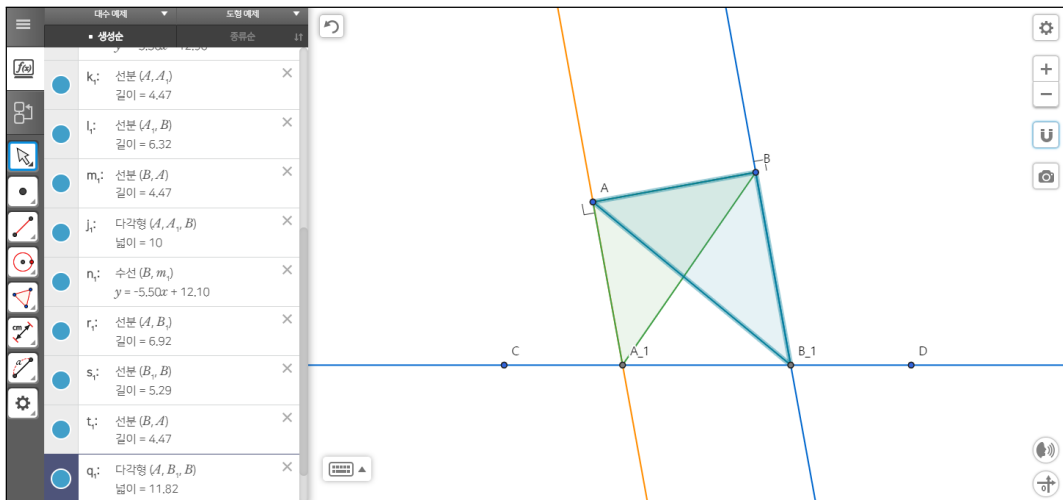 대수 예제 ▼ 도형 예제 ▼
▪ 생성순 종류순 ↓↑
f(x)
k₁: 선분 (A, A₁)
길이 = 4.47
l₁: 선분 (A₁, B)
길이 = 6.32
m₁: 선분 (B, A)
길이 = 4.47
j₁: 다각형 (A, A₁, B)
넓이 = 10
n₁: 수선 (B, m₁)
y = -5.50x + 12.10
r₁: 선분 (A, B₁)
길이 = 6.92
s₁: 선분 (B₁, B)
길이 = 5.29
t₁: 선분 (B, A)
길이 = 4.47
q₁: 다각형 (A, B₁, B)
넓이 = 11.82
cm
α
B
A
C
A_1
B_1
D
0